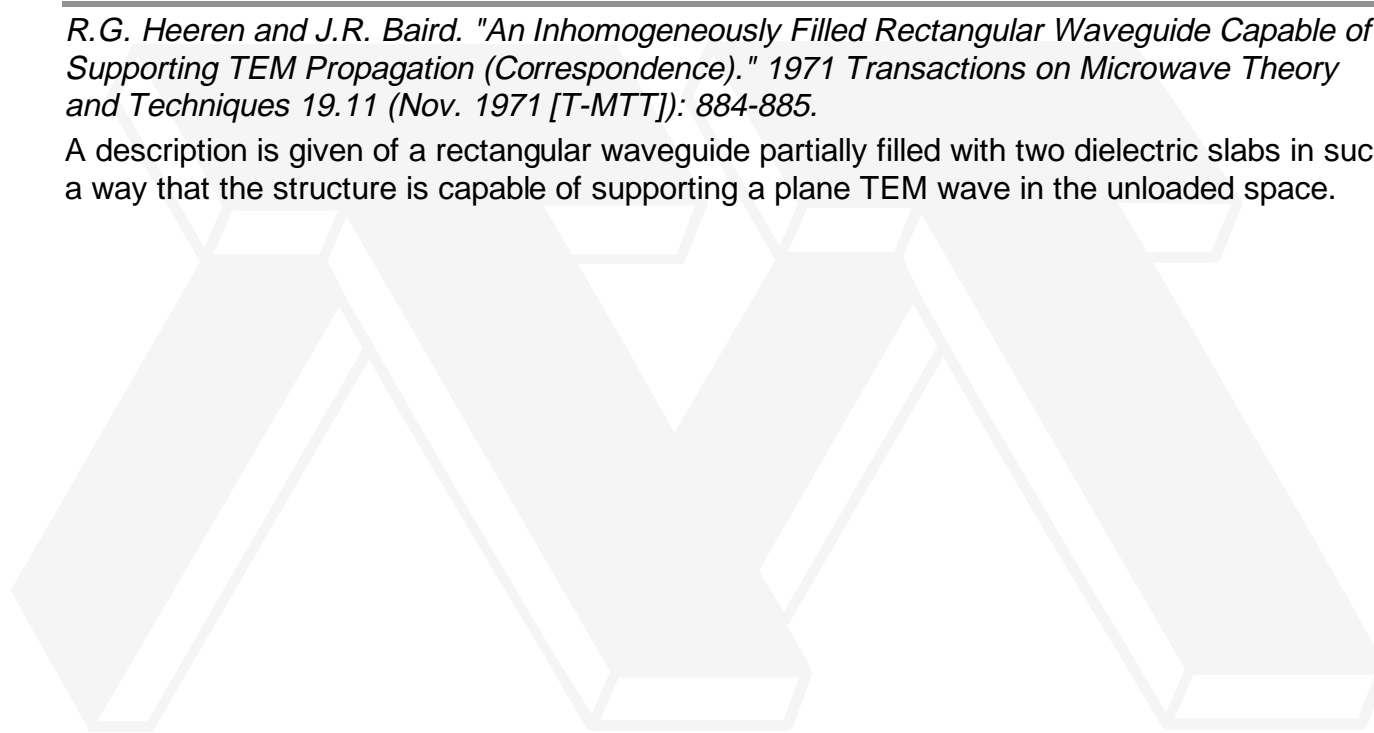 R.G. Heeren and J.R. Baird. "An Inhomogeneously Filled Rectangular Waveguide Capable of
Supporting TEM Propagation (Correspondence)." 1971 Transactions on Microwave Theory
and Techniques 19.11 (Nov. 1971 [T-MTT]): 884-885.
A description is given of a rectangular waveguide partially filled with two dielectric slabs in suc
a way that the structure is capable of supporting a plane TEM wave in the unloaded space.